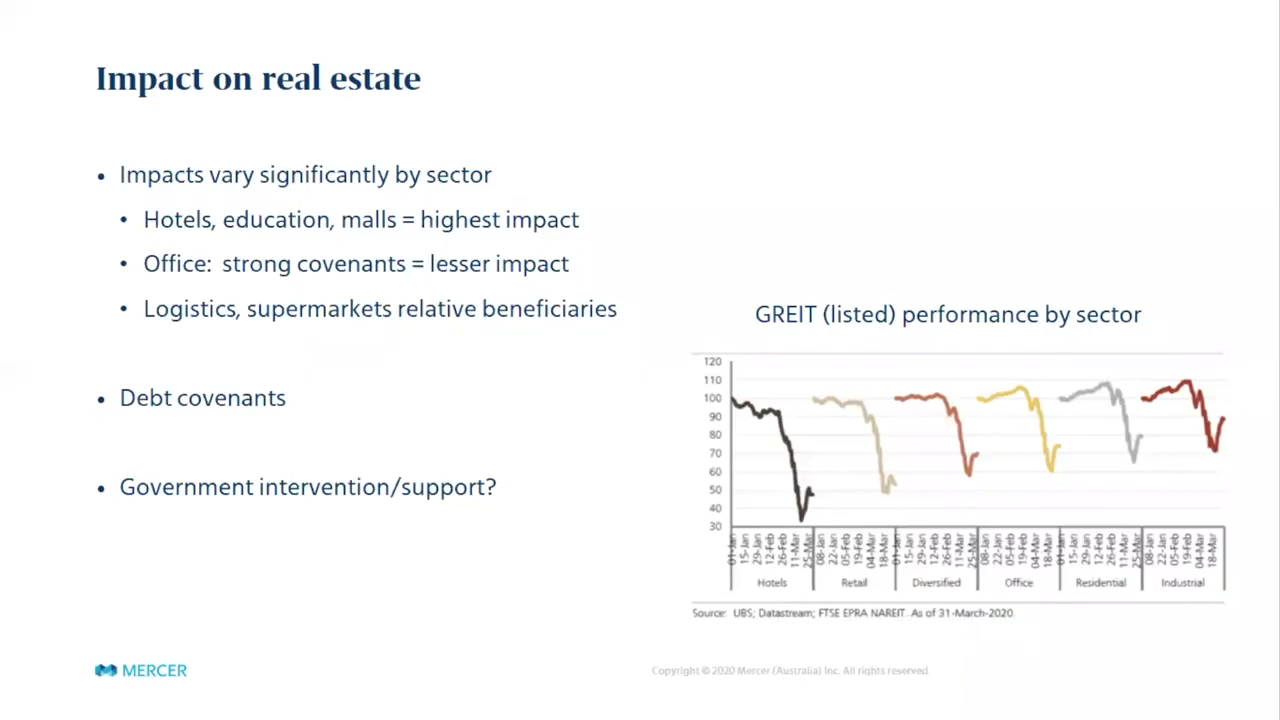 Impact on real estate
• Impacts vary significantly by sector
• Hotels, education, malls = highest impact
• Office: strong covenants = lesser impact
• Logistics, supermarkets relative beneficiaries
• Debt covenants
• Government intervention/support?
GREIT (listed) performance by sector
120
110
100
90
80
70
60
50
40
30
01-Jan 15-Jan 29-Jan 12-Feb 26-Feb 11-Mar 25-Mar 08-Jan 22-Jan 05-Feb 19-Feb 04-Mar 18-Mar 01-Jan 15-Jan 29-Jan 12-Feb 26-Feb 11-Mar 25-Mar 08-Jan 22-Jan 05-Feb 19-Feb 04-Mar 18-Mar 01-Jan 15-Jan 29-Jan 12-Feb 26-Feb 11-Mar 25-Mar 08-Jan 22-Jan 05-Feb 19-Feb 04-Mar 18-Mar
Hotels Retail Diversified Office Residential Industrial
Source: UBS; Datastream; FTSE EPRA NAREIT. As of 31-March-2020.
MERCER
Copyright © 2020 Mercer (Australia) Inc. All rights reserved.